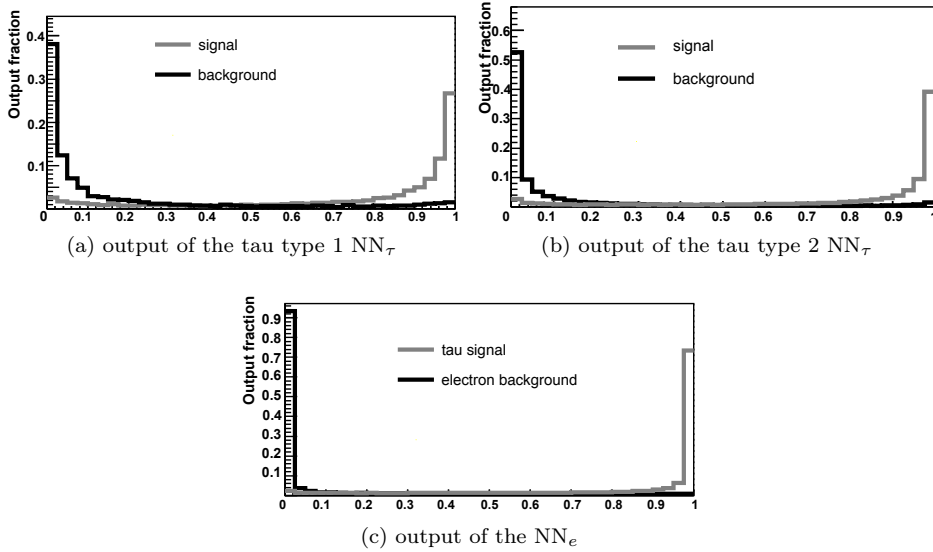 Output fraction
0.4
0.3
0.2
0.1
signal
background
0 0.1 0.2 0.3 0.4 0.5 0.6 0.7 0.8 0.9 1
(a) output of the tau type 1 NNτ
Output fraction
0.6
0.5
0.4
0.3
0.2
0.1
signal
background
0 0.1 0.2 0.3 0.4 0.5 0.6 0.7 0.8 0.9 1
(b) output of the tau type 2 NNτ
Output fraction
0.9
0.8
0.7
0.6
0.5
0.4
0.3
0.2
0.1
tau signal
electron background
0 0.1 0.2 0.3 0.4 0.5 0.6 0.7 0.8 0.9 1
(c) output of the NNe